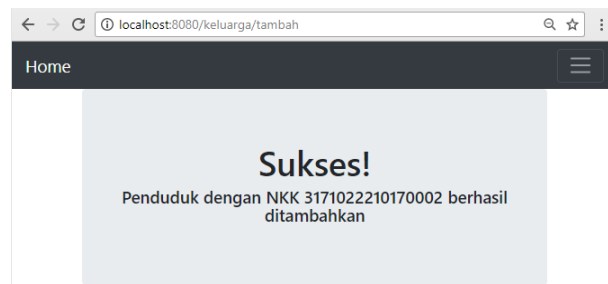 localhost:8080/keluarga/tambah
Home
Sukses!
Penduduk dengan NKK 3171022210170002 berhasil
ditambahkan